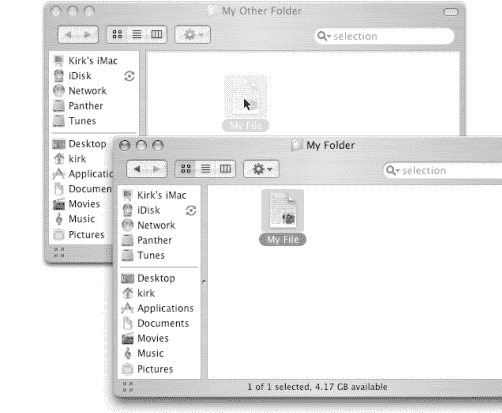 My Other Folder
selection
Kirk's iMac
iDisk
Network
Panther
Tunes
Desktop
kirk
Applicatio
Documen
Movies
Music
Pictures
My File
My Folder
selection
Kirk's iMac
iDisk
Network
Panther
Tunes
Desktop
kirk
Applications
Documents
Movies
Music
Pictures
My File
1 of 1 selected, 4.17 GB available